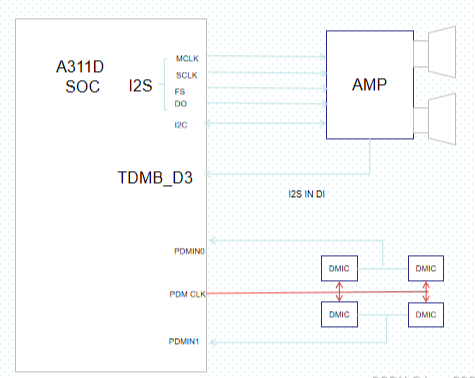 A311D
SOC
I2S
MCLK
SCLK
FS
DO
I2C
AMP
TDMB_D3
I2S IN DI
PDMIN0
DMIC
DMIC
PDM CLK
DMIC
DMIC
PDMIN1